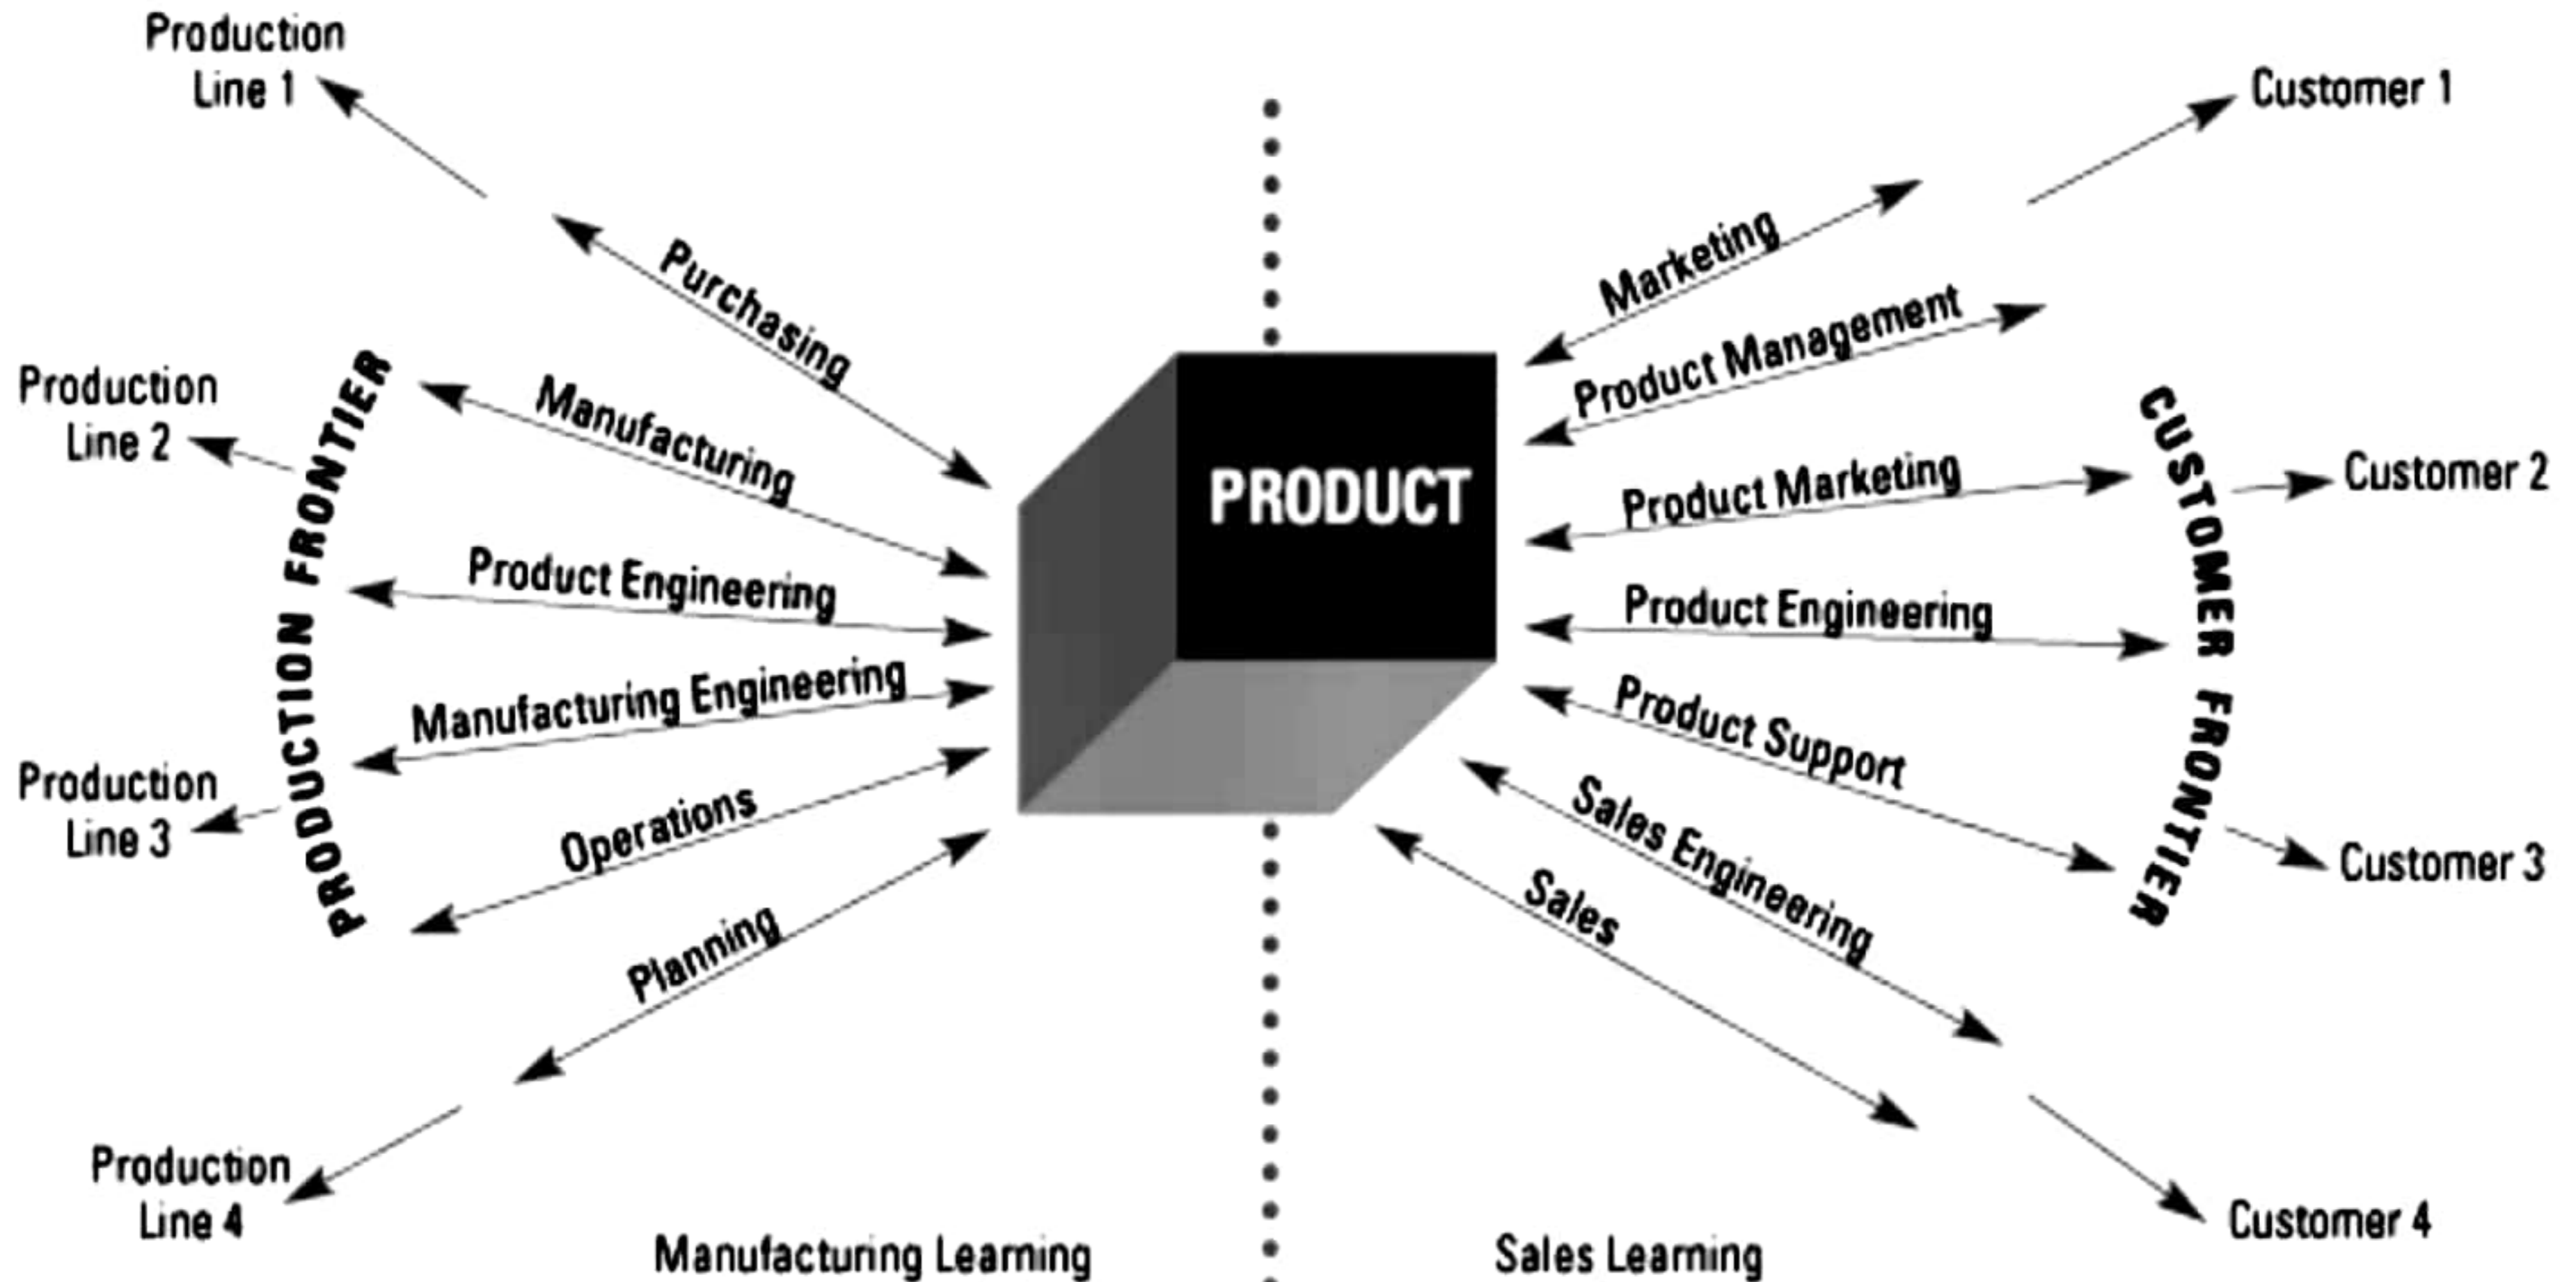 Production
Line 1
Customer 1
Purchasing
Marketing
Product Management
Production
Line 2
Manufacturing
PRODUCT
Product Marketing
Customer 2
PRODUCTION FRONTIER
CUSTOMER FRONTIER
Product Engineering
Product Engineering
Manufacturing Engineering
Product Support
Production
Line 3
Operations
Sales Engineering
Customer 3
Planning
Sales
Production
Line 4
Customer 4
Manufacturing Learning
Sales Learning